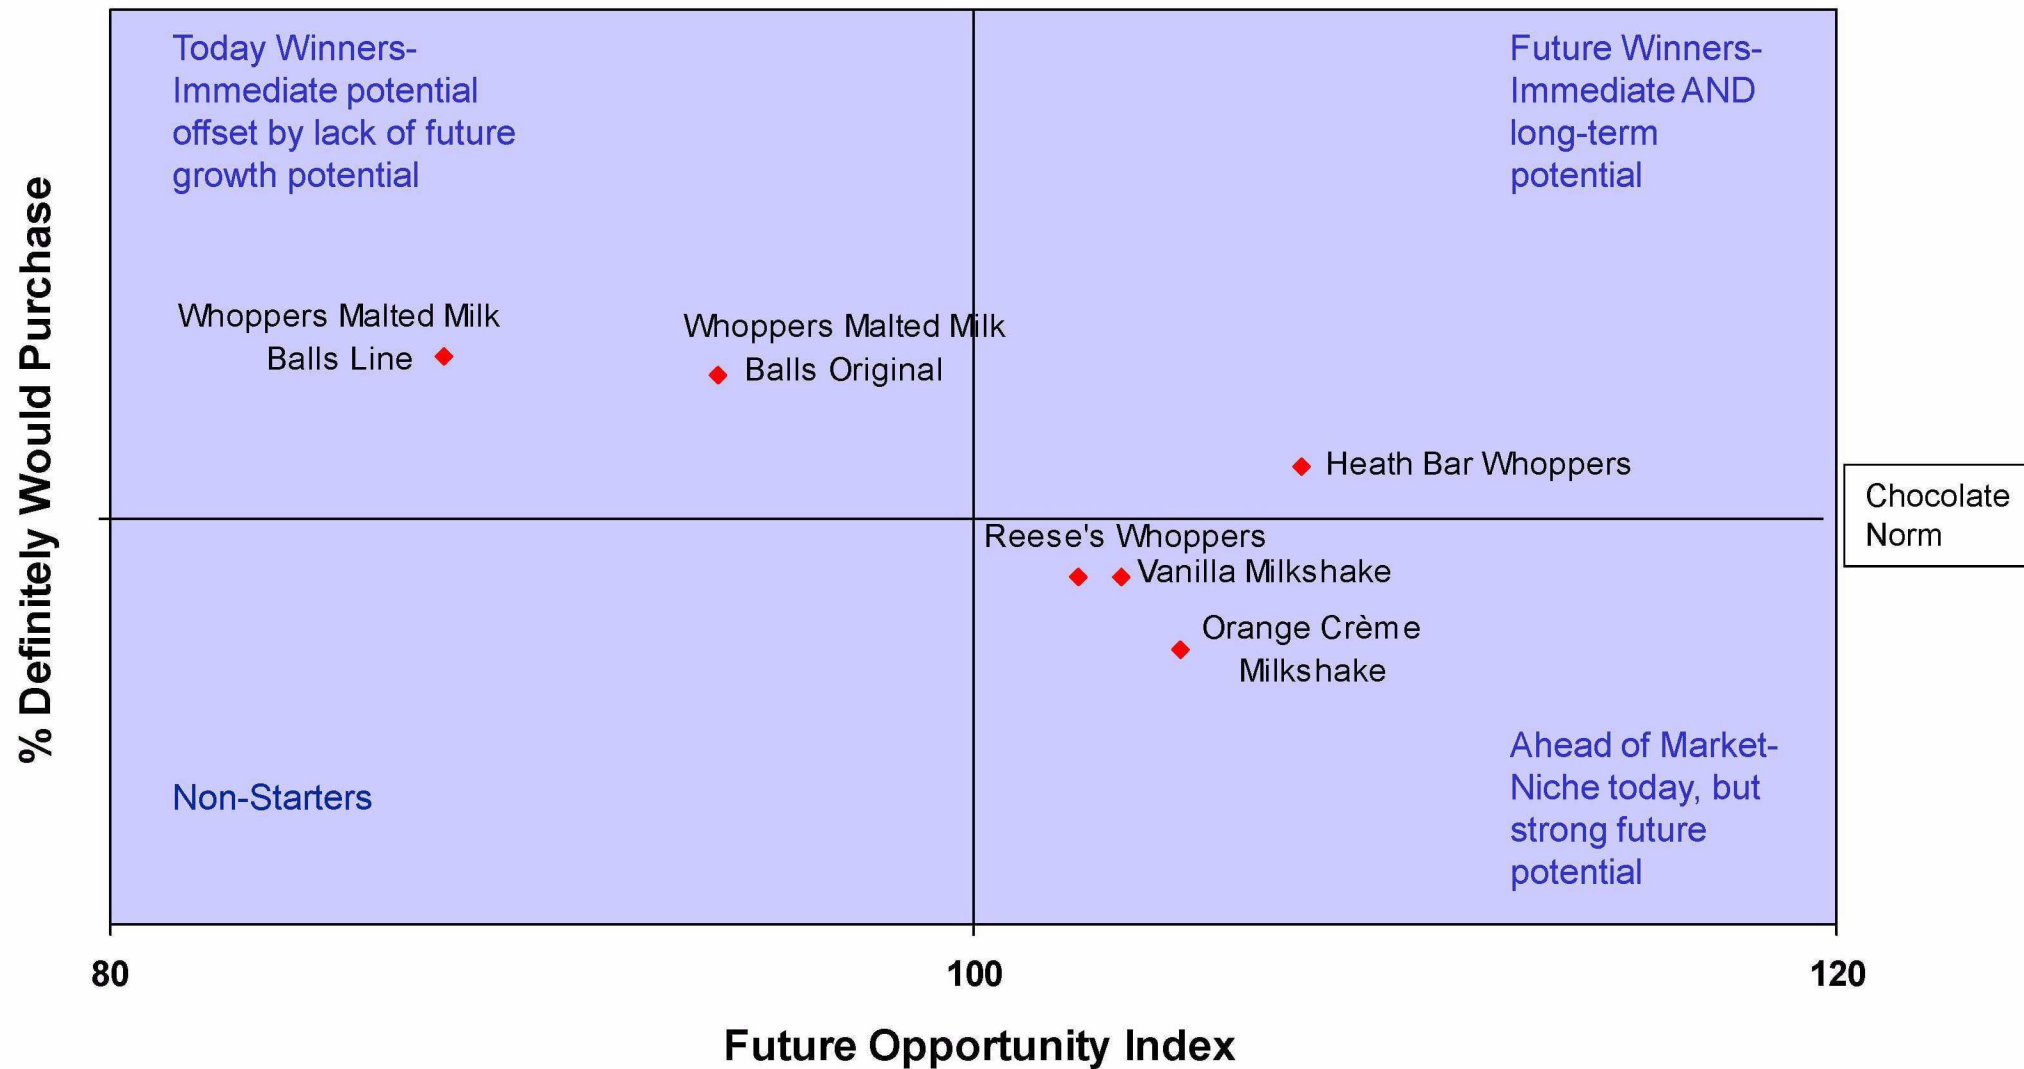 Today Winners-
Immediate potential
offset by lack of future
growth potential
Future Winners-
Immediate AND
long-term
potential
% Definitely Would Purchase
Whoppers Malted Milk
Balls Line
Whoppers Malted Milk
Balls Original
Heath Bar Whoppers
Chocolate
Norm
Reese's Whoppers
Vanilla Milkshake
Orange Crème
Milkshake
Non-Starters
Ahead of Market-
Niche today, but
strong future
potential
80
100
120
Future Opportunity Index